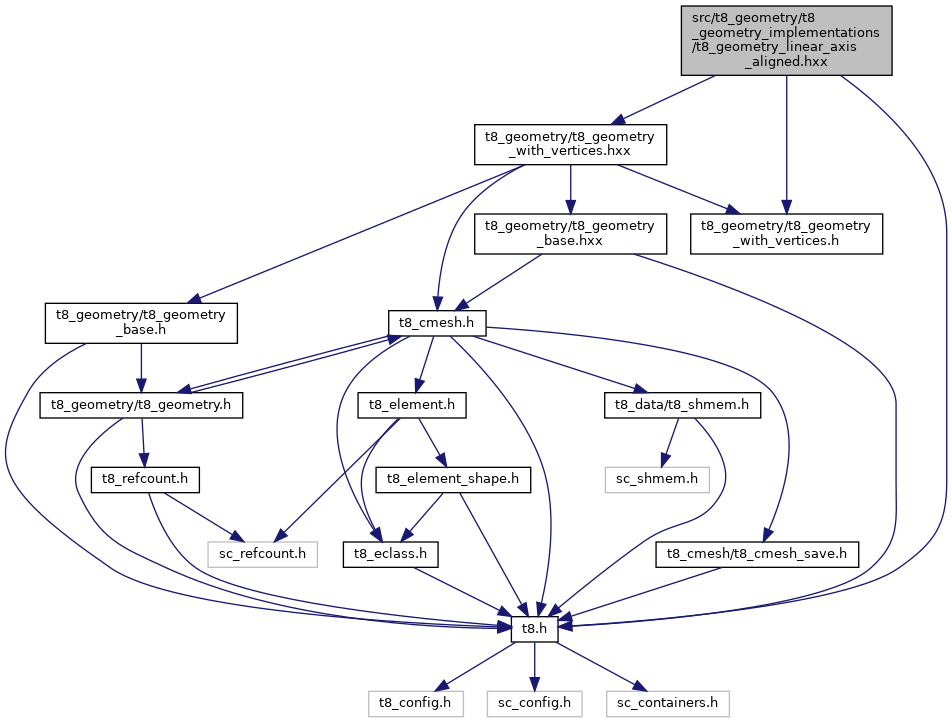 src/t8_geometry/t8
_geometry_implementations
/t8_geometry_linear_axis
_aligned.hxx
t8_geometry/t8_geometry
_with_vertices.hxx
t8_geometry/t8_geometry
_base.hxx
t8_geometry/t8_geometry
_with_vertices.h
t8_geometry/t8_geometry
_base.h
t8_cmesh.h
t8_geometry/t8_geometry.h
t8_element.h
t8_data/t8_shmem.h
t8_refcount.h
t8_element_shape.h
sc_shmem.h
sc_refcount.h
t8_eclass.h
t8_cmesh/t8_cmesh_save.h
t8.h
t8_config.h
sc_config.h
sc_containers.h